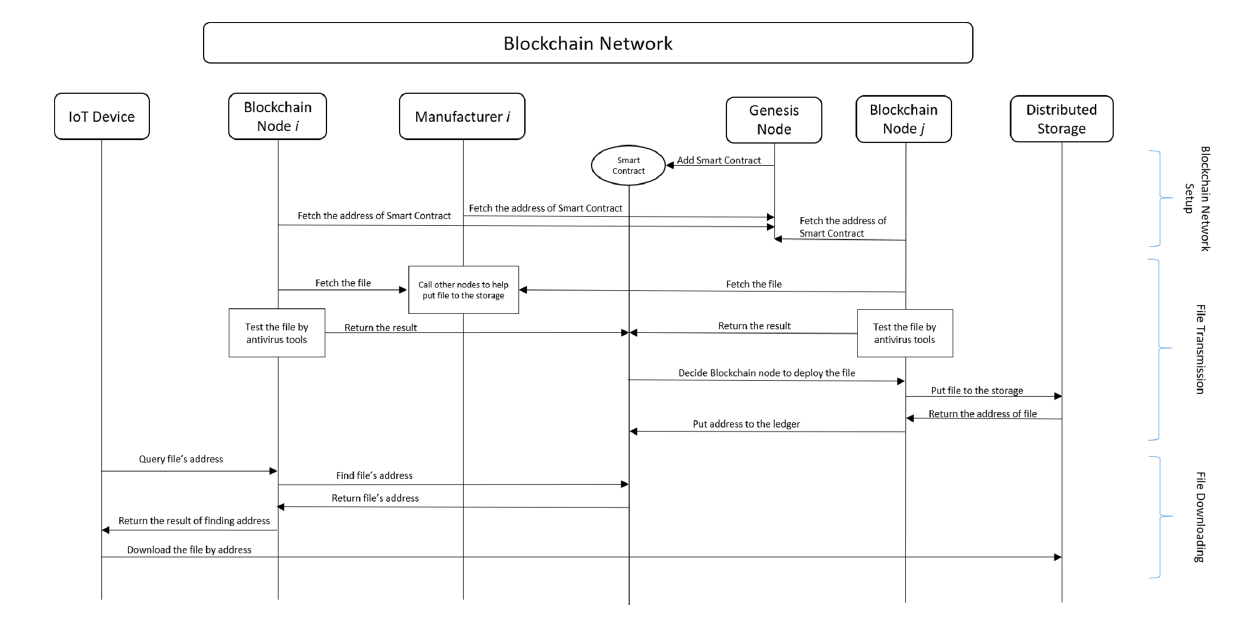 Blockchain Network
IoT Device
Blockchain
Node i
Manufacturer i
Genesis
Node
Blockchain
Node j
Distributed
Storage
Smart
Contract
Add Smart Contract
Fetch the address of Smart Contract
Fetch the address of Smart Contract
Fetch the address of
Smart Contract
Blockchain Network
Setup
Fetch the file
Call other nodes to help
put file to the storage
Fetch the file
Test the file by
antivirus tools
Return the result
Return the result
Test the file by
antivirus tools
Decide Blockchain node to deploy the file
Put file to the storage
Return the address of file
Put address to the ledger
File Transmission
Query file's address
Find file's address
Return file's address
Return the result of finding address
Download the file by address
File Downloading